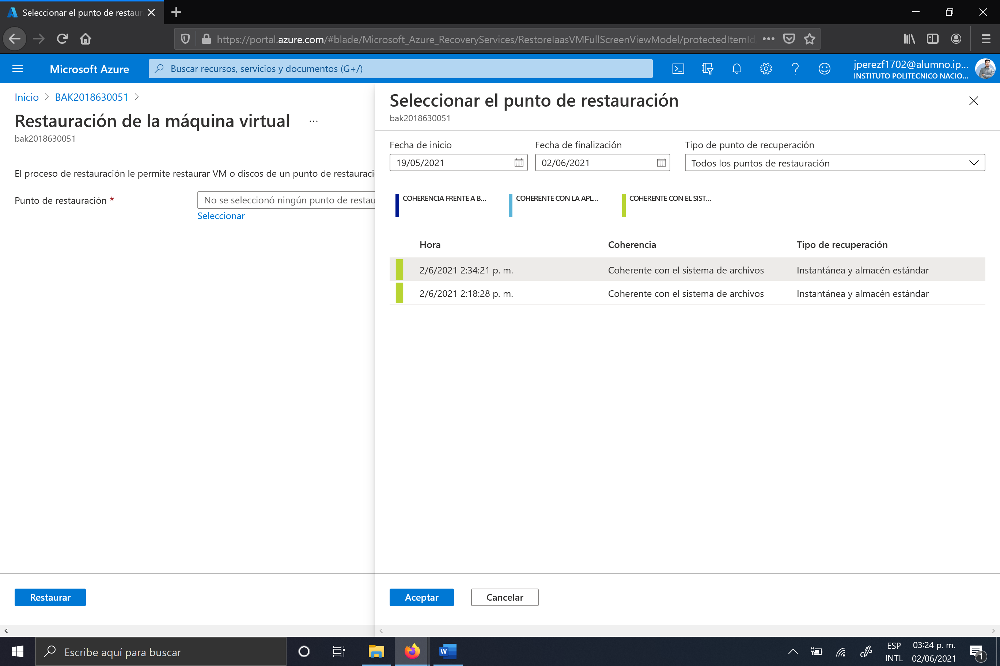 Seleccionar el punto de restaur
https://portal.azure.com/#blade/Microsoft_Azure_RecoveryServices/RestoreIaasVMFullScreenViewModel/protectedItemId
Microsoft Azure
Buscar recursos, servicios y documentos (G+/)
jperezf1702@alumno.ip...
INSTITUTO POLITECNICO NACIO...
Inicio > BAK2018630051 >
Restauración de la máquina virtual ...
bak2018630051
El proceso de restauración le permite restaurar VM o discos de un punto de restauraci
Punto de restauración *
No se seleccionó ningún punto de restau
Seleccionar
Restaurar
Seleccionar el punto de restauración
bak2018630051
Fecha de inicio
Fecha de finalización
Tipo de punto de recuperación
19/05/2021
02/06/2021
Todos los puntos de restauración
COHERENCIA FRENTE A B...
COHERENTE CON LA APL...
COHERENTE CON EL SIST...
Hora Coherencia Tipo de recuperación
2/6/2021 2:34:21 p. m. Coherente con el sistema de archivos Instantánea y almacén estándar
2/6/2021 2:18:28 p. m. Coherente con el sistema de archivos Instantánea y almacén estándar
Aceptar
Cancelar
Escribe aquí para buscar
W
ESP
INTL
03:24 p. m.
02/06/2021
1